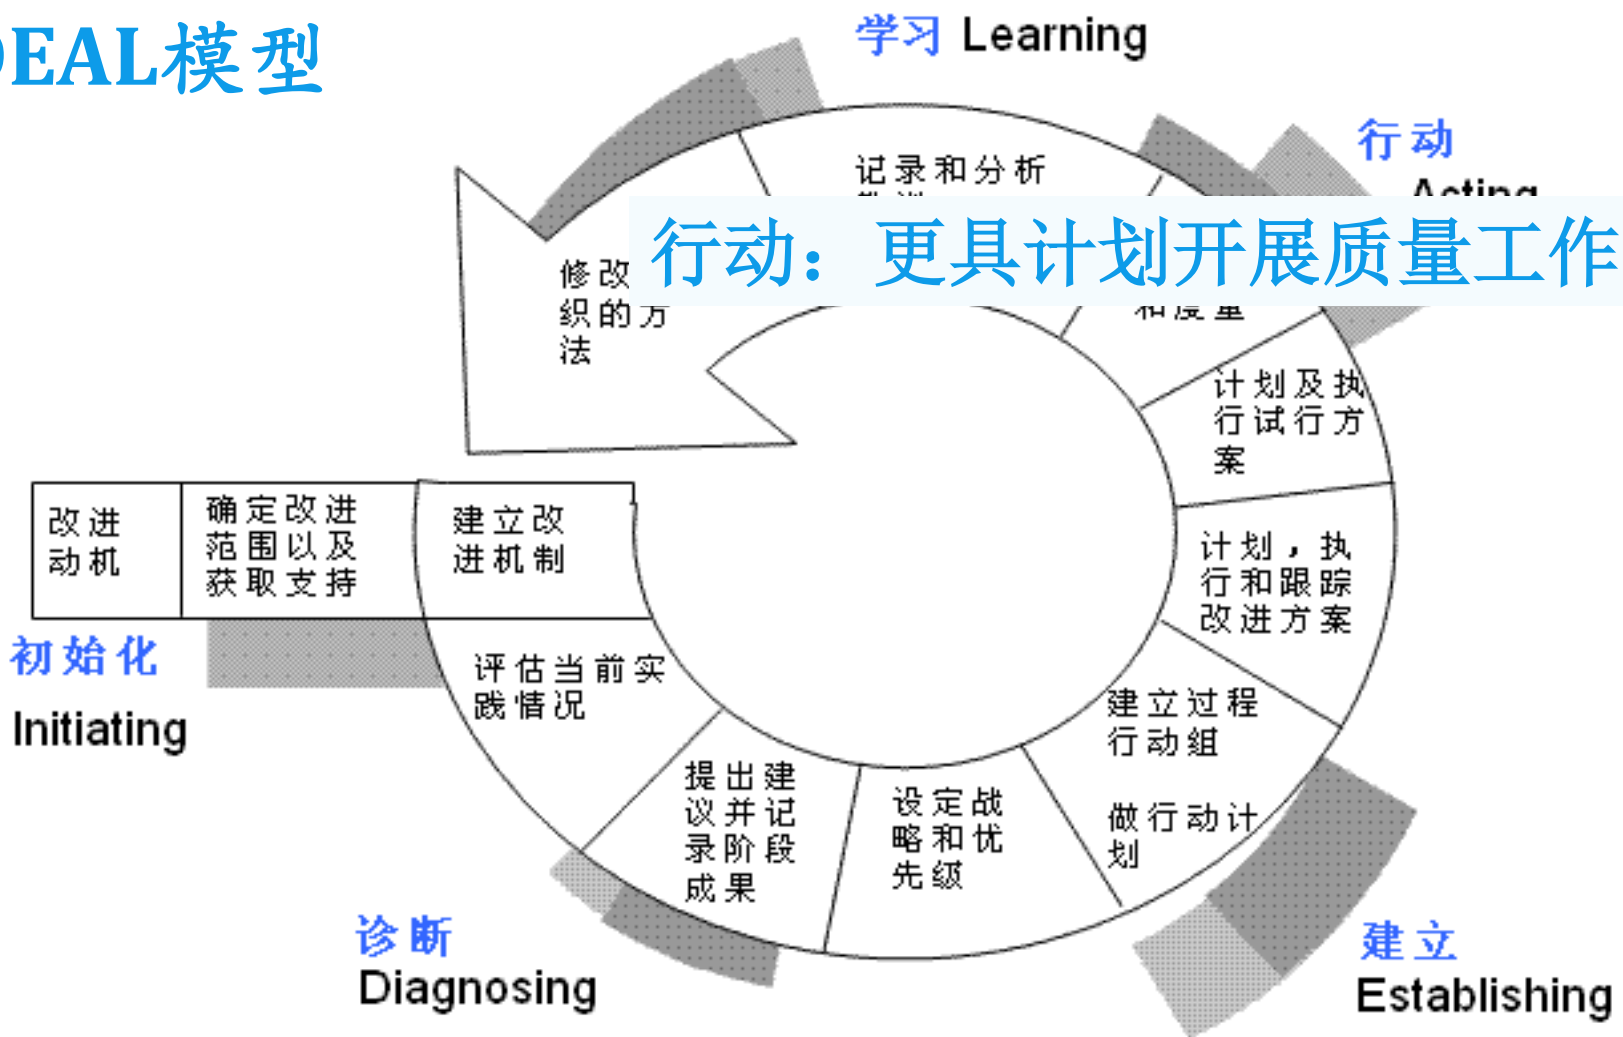 DEAL模型
学习 Learning
行动
Acting
行动：更具计划开展质量工作
记录和分析
修改
织的方
法
和度量
计划及执
行试行方
案
计划，执
行和跟踪
改进方案
建立过程
行动组
做行动计
划
设定战
略和优
先级
提出建
议并记
录阶段
成果
评估当前实
践情况
建立改
进机制
确定改进
范围以及
获取支持
改进
动机
初始化
Initiating
诊断
Diagnosing
建立
Establishing